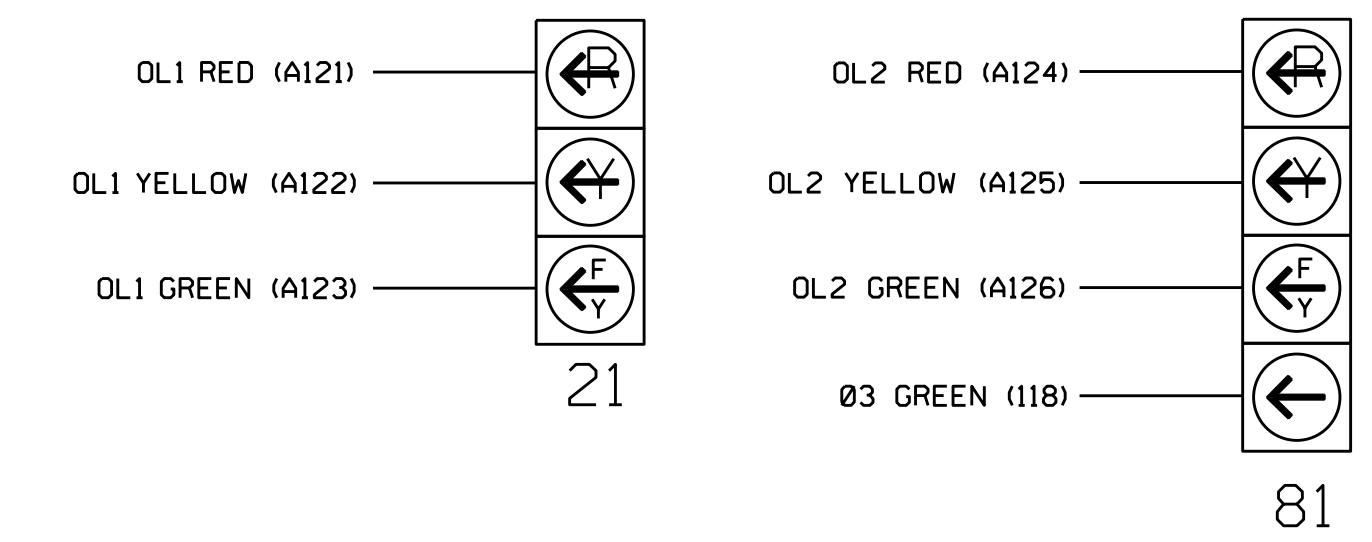 OL1 RED (A121)
R
OL1 YELLOW (A122)
Y
OL1 GREEN (A123)
F
Y
21
OL2 RED (A124)
R
OL2 YELLOW (A125)
Y
OL2 GREEN (A126)
F
Y
Ø3 GREEN (118)
81